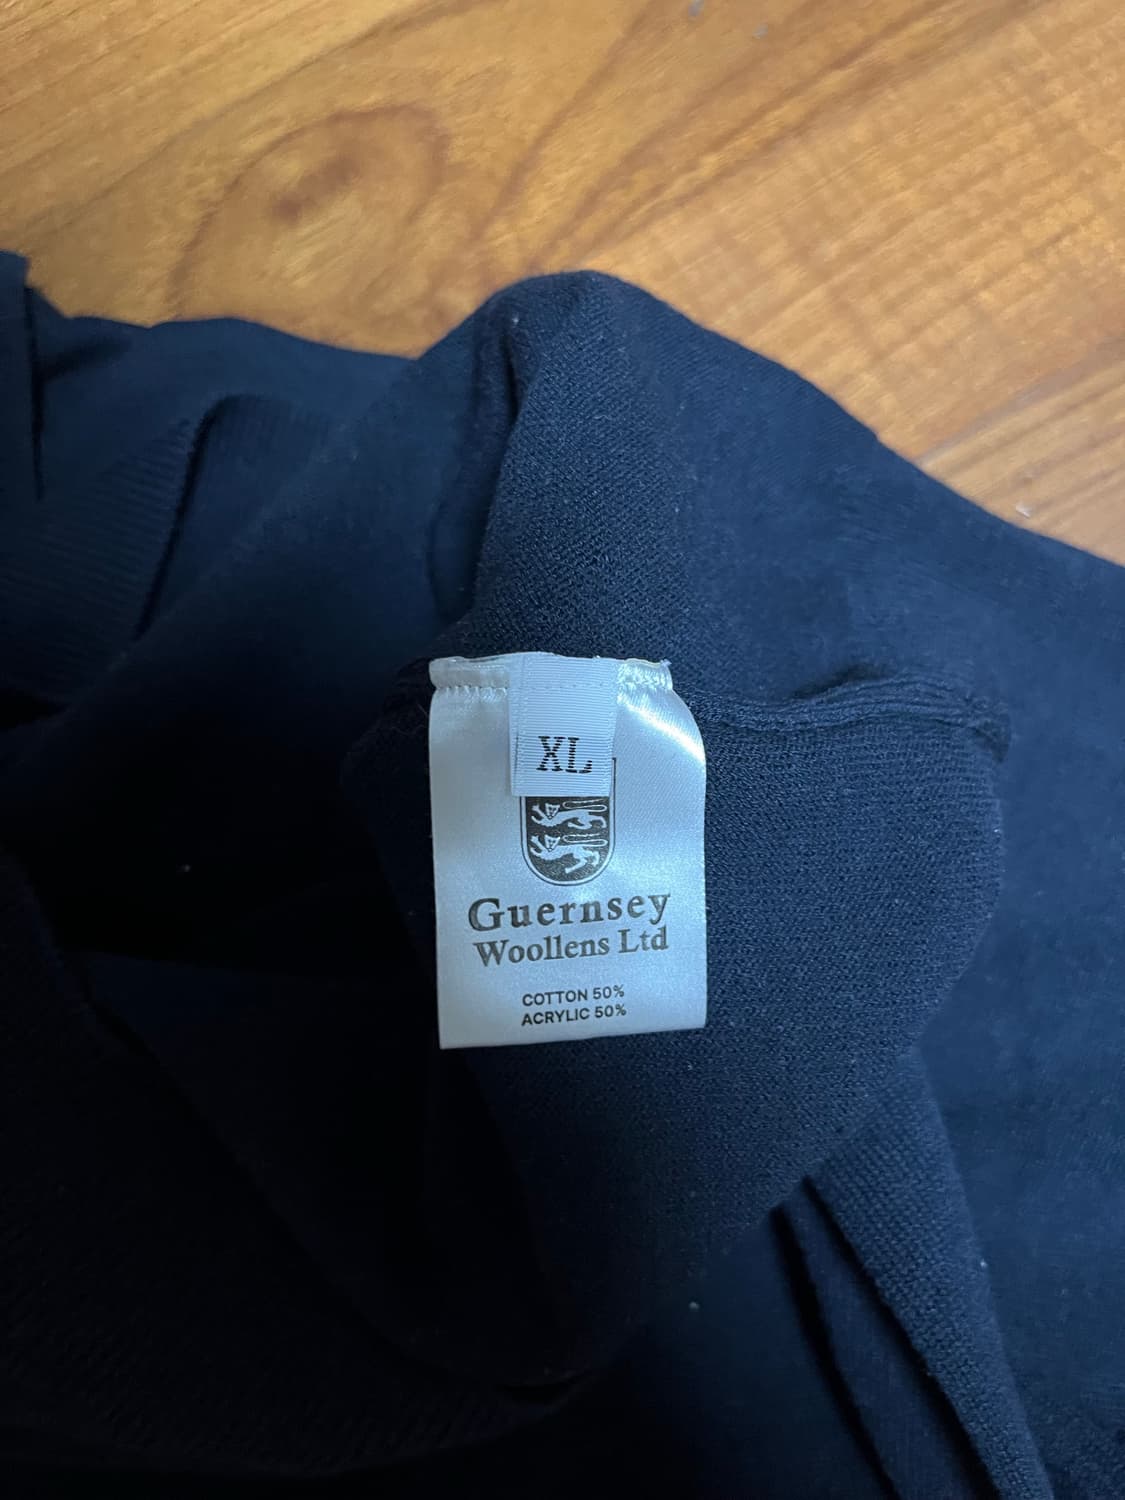 XL
Guernsey
Woollens Ltd
COTTON 50%
ACRYLIC 50%